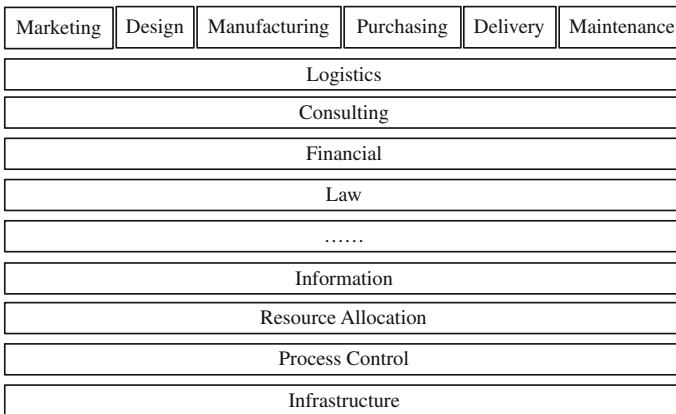 Marketing Design Manufacturing Purchasing Delivery Maintenance
Logistics
Consulting
Financial
Law
……
Information
Resource Allocation
Process Control
Infrastructure